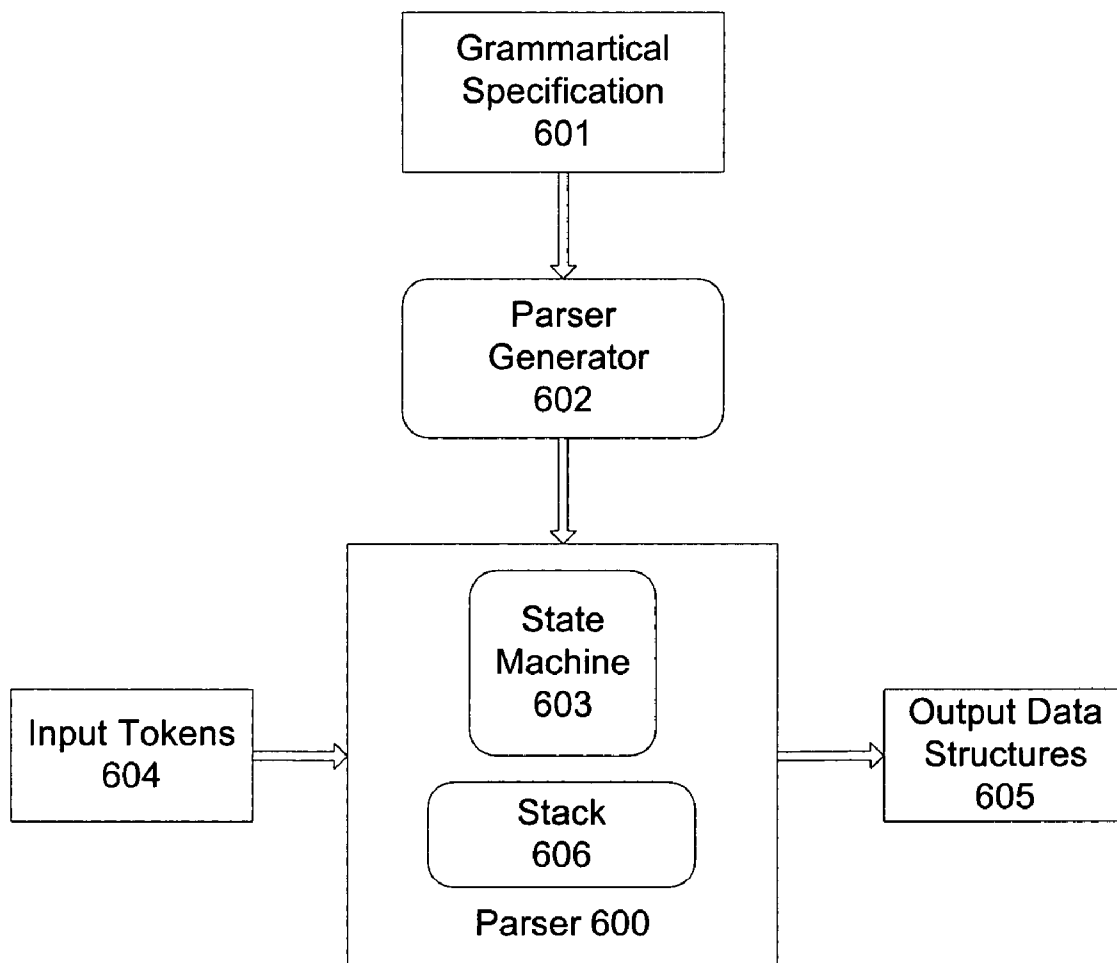 Grammartical
Specification
601
Parser
Generator
602
State
Machine
603
Input Tokens
604
Output Data
Structures
605
Stack
606
Parser 600